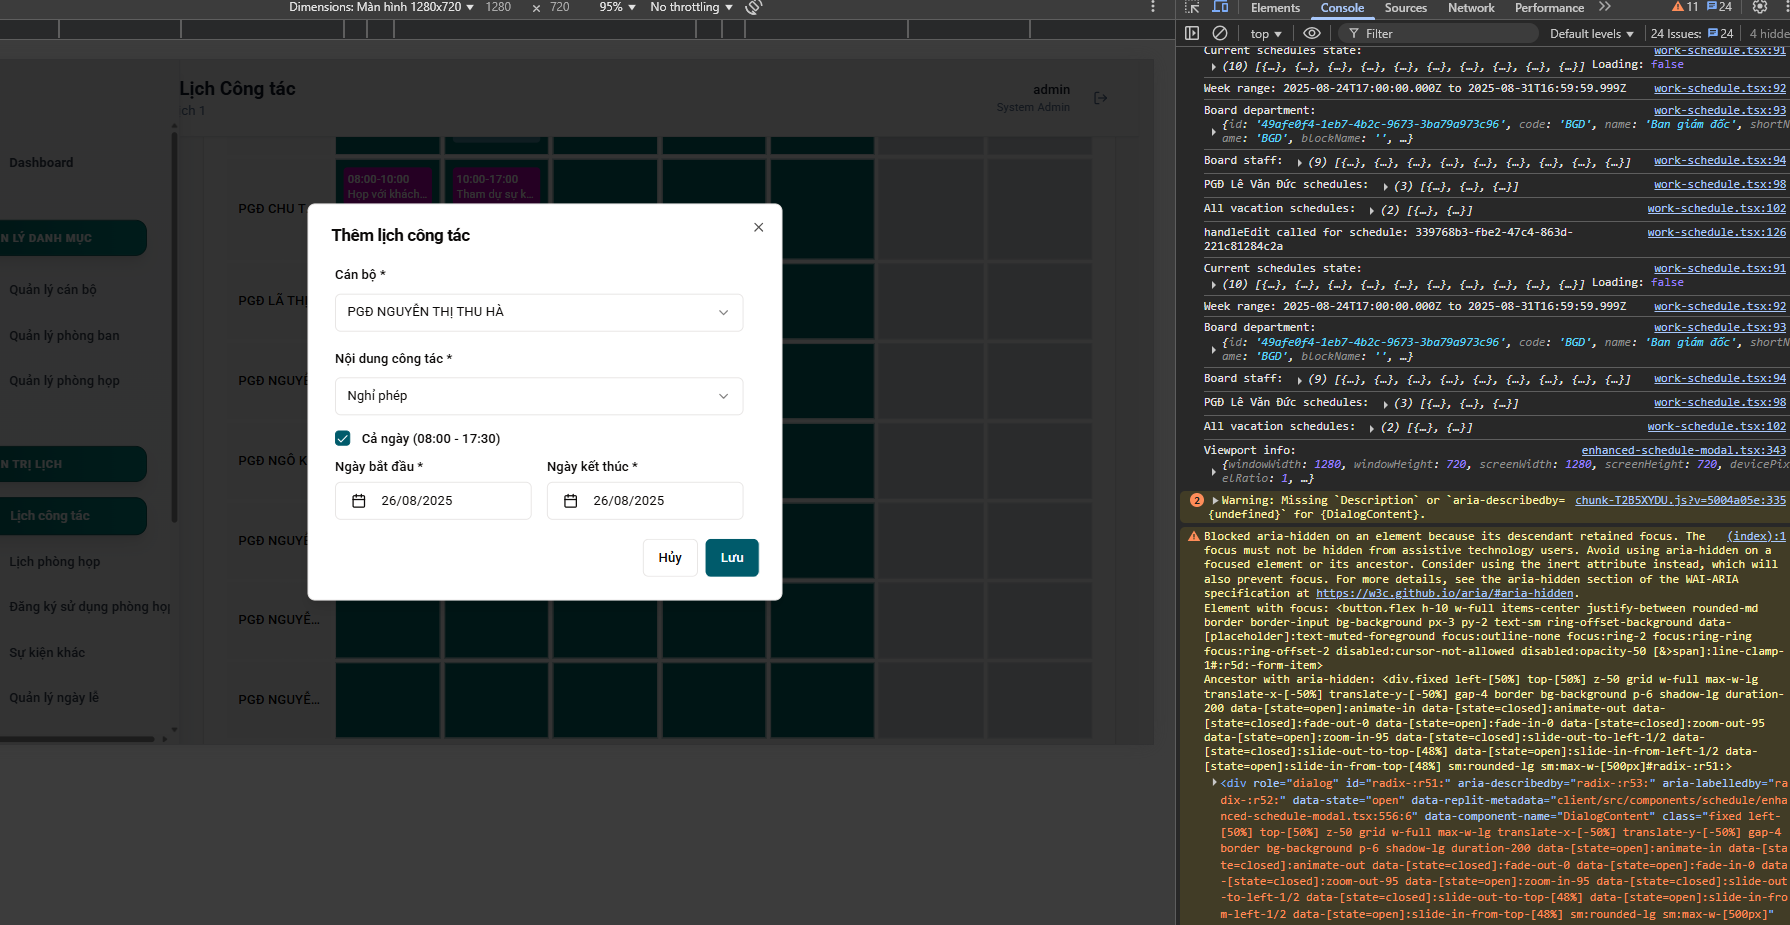 Dimensions: Màn hình 1280x720 ▼ 1280 × 720 95% ▼ No throttling ▼
Lịch Công tác
ịch 1
admin
System Admin
Dashboard
N LÝ DANH MỤC
Quản lý cán bộ
Quản lý phòng ban
Quản lý phòng họp
N TRỊ LỊCH
Lịch công tác
Lịch phòng họp
Đăng ký sử dụng phòng họp
Sự kiện khác
Quản lý ngày lễ
08:00-10:00
Họp với khách...
10:00-17:00
Tham dự sự k...
PGĐ CHU T
PGĐ LÃ THỊ
PGĐ NGUYỄ
PGĐ NGÔ K
PGĐ NGUYỄ
PGĐ NGUYỄ...
PGĐ NGUYỄ...
Thêm lịch công tác
Cán bộ *
PGĐ NGUYỄN THỊ THU HÀ
Nội dung công tác *
Nghỉ phép
Cả ngày (08:00 - 17:30)
Ngày bắt đầu *
Ngày kết thúc *
26/08/2025
26/08/2025
Hủy
Lưu
Elements Console Sources Network Performance 11 24
top ▼ Filter Default levels ▼ 24 Issues: 24 4 hidde
Current schedules state: work-schedule.tsx:91
(10) [{…}, {…}, {…}, {…}, {…}, {…}, {…}, {…}, {…}, {…}] Loading: false
Week range: 2025-08-24T17:00:00.000Z to 2025-08-31T16:59:59.999Z work-schedule.tsx:92
Board department: work-schedule.tsx:93
{id: '49afe0f4-1eb7-4b2c-9673-3ba79a973c96', code: 'BGD', name: 'Ban giám đốc', shortN
ame: 'BGD', blockName: '', …}
Board staff: (9) [{…}, {…}, {…}, {…}, {…}, {…}, {…}, {…}, {…}] work-schedule.tsx:94
PGĐ Lê Văn Đức schedules: (3) [{…}, {…}, {…}] work-schedule.tsx:98
All vacation schedules: (2) [{…}, {…}] work-schedule.tsx:102
handleEdit called for schedule: 339768b3-fbe2-47c4-863d- work-schedule.tsx:126
221c81284c2a
Current schedules state: work-schedule.tsx:91
(10) [{…}, {…}, {…}, {…}, {…}, {…}, {…}, {…}, {…}, {…}] Loading: false
Week range: 2025-08-24T17:00:00.000Z to 2025-08-31T16:59:59.999Z work-schedule.tsx:92
Board department: work-schedule.tsx:93
{id: '49afe0f4-1eb7-4b2c-9673-3ba79a973c96', code: 'BGD', name: 'Ban giám đốc', shortN
ame: 'BGD', blockName: '', …}
Board staff: (9) [{…}, {…}, {…}, {…}, {…}, {…}, {…}, {…}, {…}] work-schedule.tsx:94
PGĐ Lê Văn Đức schedules: (3) [{…}, {…}, {…}] work-schedule.tsx:98
All vacation schedules: (2) [{…}, {…}] work-schedule.tsx:102
Viewport info: enhanced-schedule-modal.tsx:343
{windowWidth: 1280, windowHeight: 720, screenWidth: 1280, screenHeight: 720, devicePix
elRatio: 1, …}
2 Warning: Missing `Description` or `aria-describedby= chunk-T2B5XYDU.js?v=5004a05e:335
{undefined}` for {DialogContent}.
Blocked aria-hidden on an element because its descendant retained focus. The (index):1
focus must not be hidden from assistive technology users. Avoid using aria-hidden on a
focused element or its ancestor. Consider using the inert attribute instead, which will
also prevent focus. For more details, see the aria-hidden section of the WAI-ARIA
specification at https://w3c.github.io/aria/#aria-hidden.
Element with focus: <button.flex h-10 w-full items-center justify-between rounded-md
border border-input bg-background px-3 py-2 text-sm ring-offset-background data-
[placeholder]:text-muted-foreground focus:outline-none focus:ring-2 focus:ring-ring
focus:ring-offset-2 disabled:cursor-not-allowed disabled:opacity-50 [&>span]:line-clamp-
1#:r5d:-form-item>
Ancestor with aria-hidden: <div.fixed left-[50%] top-[50%] z-50 grid w-full max-w-lg
translate-x-[-50%] translate-y-[-50%] gap-4 border bg-background p-6 shadow-lg duration-
200 data-[state=open]:animate-in data-[state=closed]:animate-out data-
[state=closed]:fade-out-0 data-[state=open]:fade-in-0 data-[state=closed]:zoom-out-95
data-[state=open]:zoom-in-95 data-[state=closed]:slide-out-to-left-1/2 data-
[state=closed]:slide-out-to-top-[48%] data-[state=open]:slide-in-from-left-1/2 data-
[state=open]:slide-in-from-top-[48%] sm:rounded-lg sm:max-w-[500px]#radix-:r51:>
<div role="dialog" id="radix-:r51:" aria-describedby="radix-:r53:" aria-labelledby="ra
dix-:r52:" data-state="open" data-replit-metadata="client/src/components/schedule/enha
nced-schedule-modal.tsx:556:6" data-component-name="DialogContent" class="fixed left-
[50%] top-[50%] z-50 grid w-full max-w-lg translate-x-[-50%] translate-y-[-50%] gap-4
border bg-background p-6 shadow-lg duration-200 data-[state=open]:animate-in data-[sta
te=closed]:animate-out data-[state=closed]:fade-out-0 data-[state=open]:fade-in-0 data
-[state=closed]:zoom-out-95 data-[state=open]:zoom-in-95 data-[state=closed]:slide-out
-to-left-1/2 data-[state=closed]:slide-out-to-top-[48%] data-[state=open]:slide-in-fro
m-left-1/2 data-[state=open]:slide-in-from-top-[48%] sm:rounded-lg sm:max-w-[500px]"